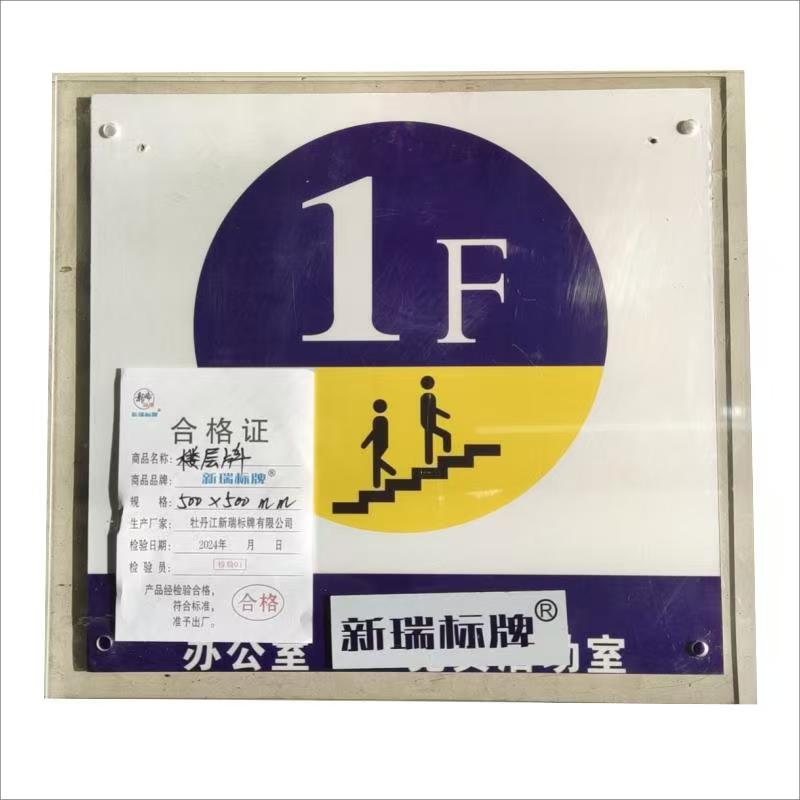 1F
新瑞标牌®
合格证
商品名称：楼层牌
商品品牌：新瑞标牌®
规 格：500×500mm
生产厂家：牡丹江新瑞标牌有限公司
检验日期：2024年 月 日
检 验 员：检验01
产品经检验合格，
符合标准，
准予出厂。
合格
新瑞标牌®
办公室
活动室